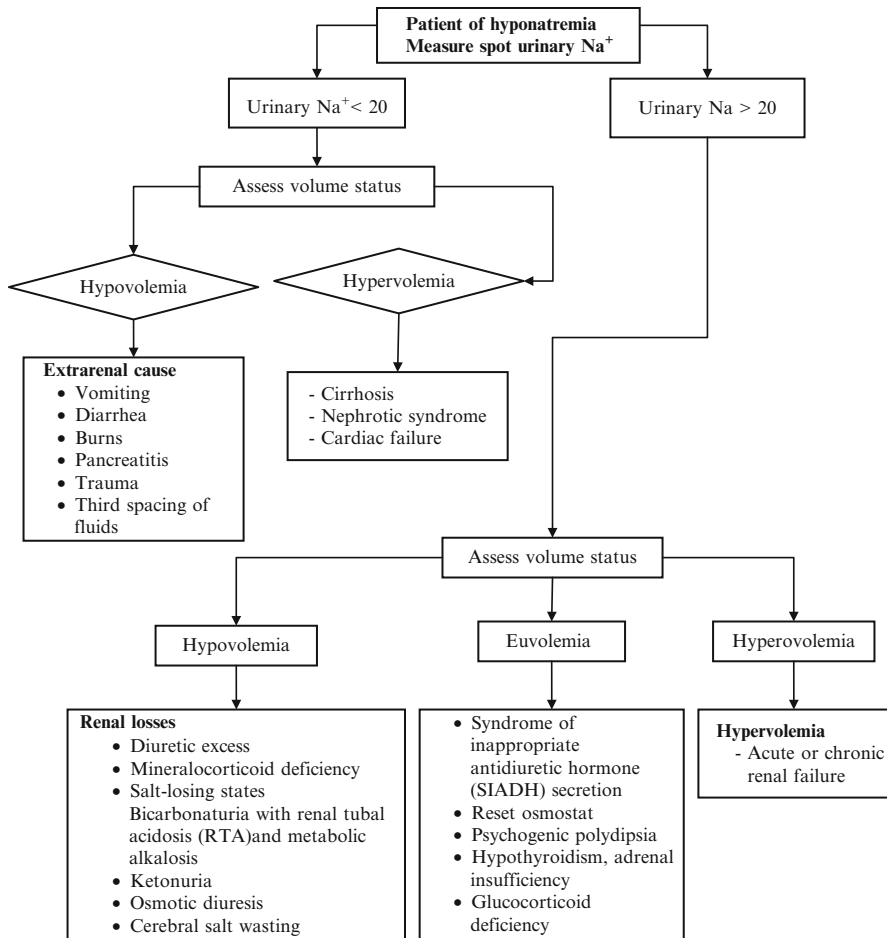 Patient of hyponatremia
Measure spot urinary Na⁺
Urinary Na⁺< 20
Urinary Na > 20
Assess volume status
Hypovolemia
Hypervolemia
Extrarenal cause
• Vomiting
• Diarrhea
• Burns
• Pancreatitis
• Trauma
• Third spacing of
fluids
- Cirrhosis
- Nephrotic syndrome
- Cardiac failure
Assess volume status
Hypovolemia
Euvolemia
Hyperovolemia
Renal losses
• Diuretic excess
• Mineralocorticoid deficiency
• Salt-losing states
Bicarbonaturia with renal tubal
acidosis (RTA)and metabolic
alkalosis
• Ketonuria
• Osmotic diuresis
• Cerebral salt wasting
• Syndrome of
inappropriate
antidiuretic hormone
(SIADH) secretion
• Reset osmostat
• Psychogenic polydipsia
• Hypothyroidism, adrenal
insufficiency
• Glucocorticoid
deficiency
Hypervolemia
- Acute or chronic
renal failure